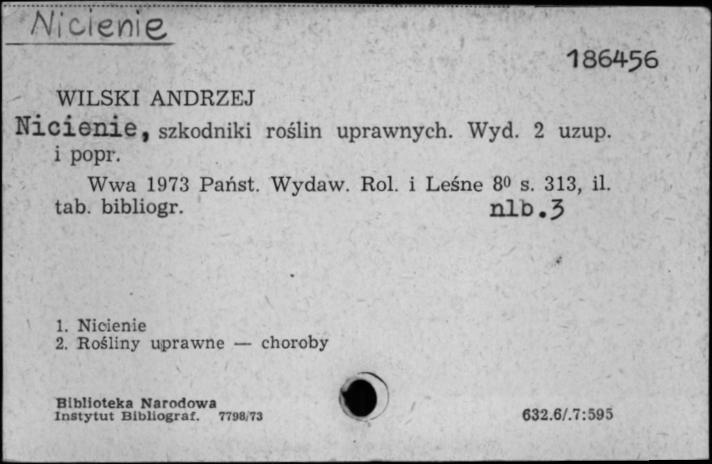 Nicienie
186456
WILSKI ANDRZEJ
Nicienie, szkodniki roślin uprawnych. Wyd. 2 uzup.
i popr.
Wwa 1973 Państ. Wydaw. Rol. i Leśne 8⁰ s. 313, il.
tab. bibliogr. nlb.3
1. Nicienie
2. Rośliny uprawne — choroby
Biblioteka Narodowa
Instytut Bibliograf. 7798/73 632.6/.7:595